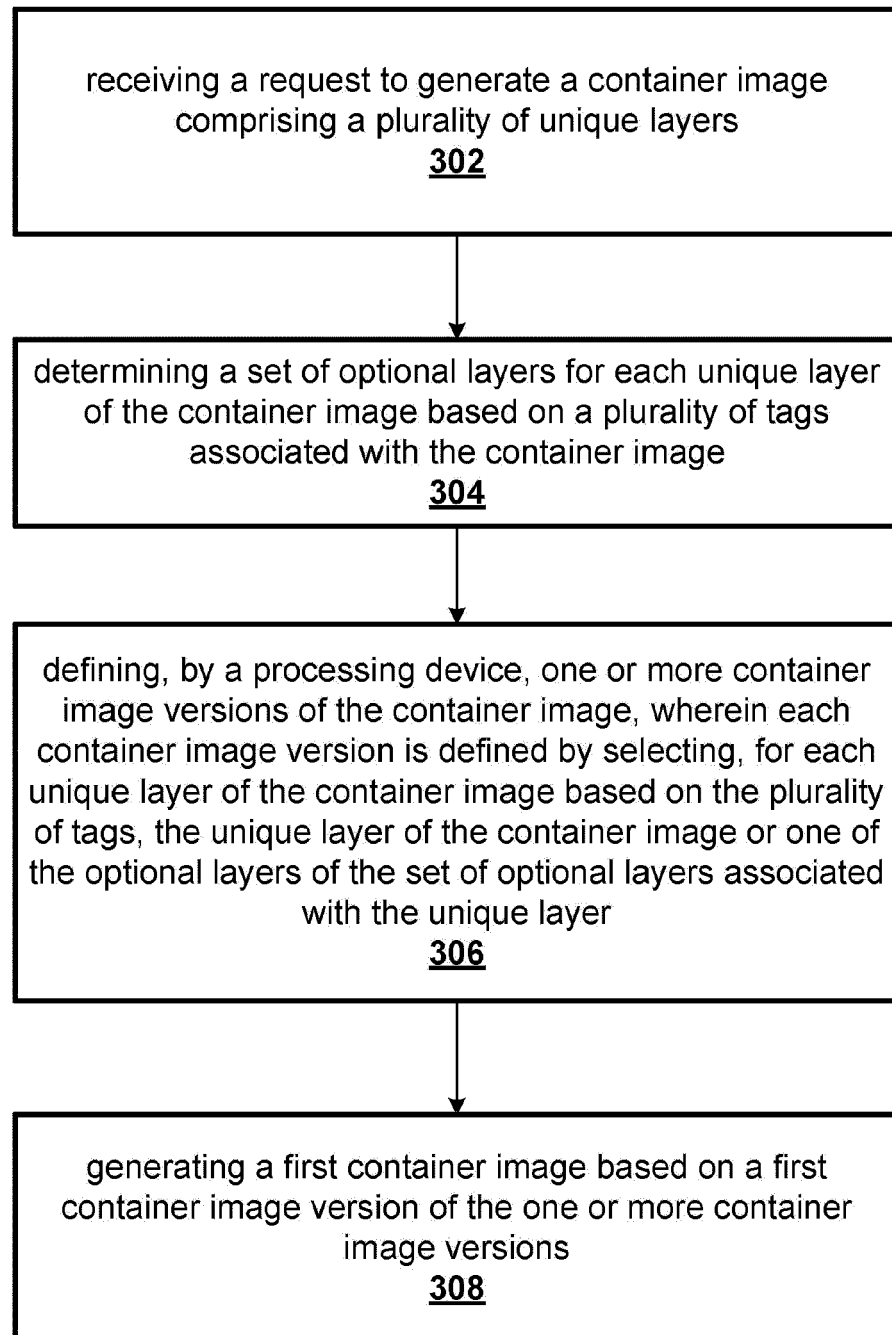 receiving a request to generate a container image
comprising a plurality of unique layers
302
determining a set of optional layers for each unique layer
of the container image based on a plurality of tags
associated with the container image
304
defining, by a processing device, one or more container
image versions of the container image, wherein each
container image version is defined by selecting, for each
unique layer of the container image based on the plurality
of tags, the unique layer of the container image or one of
the optional layers of the set of optional layers associated
with the unique layer
306
generating a first container image based on a first
container image version of the one or more container
image versions
308